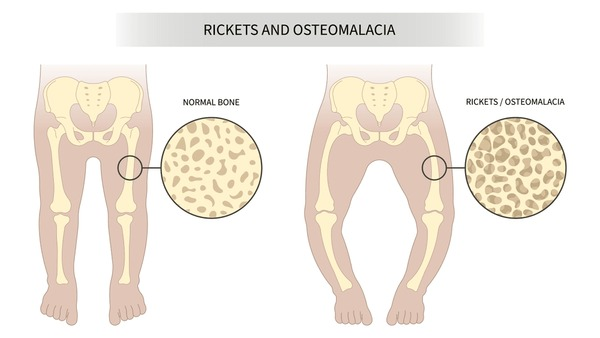 RICKETS AND OSTEOMALACIA
NORMAL BONE
RICKETS / OSTEOMALACIA